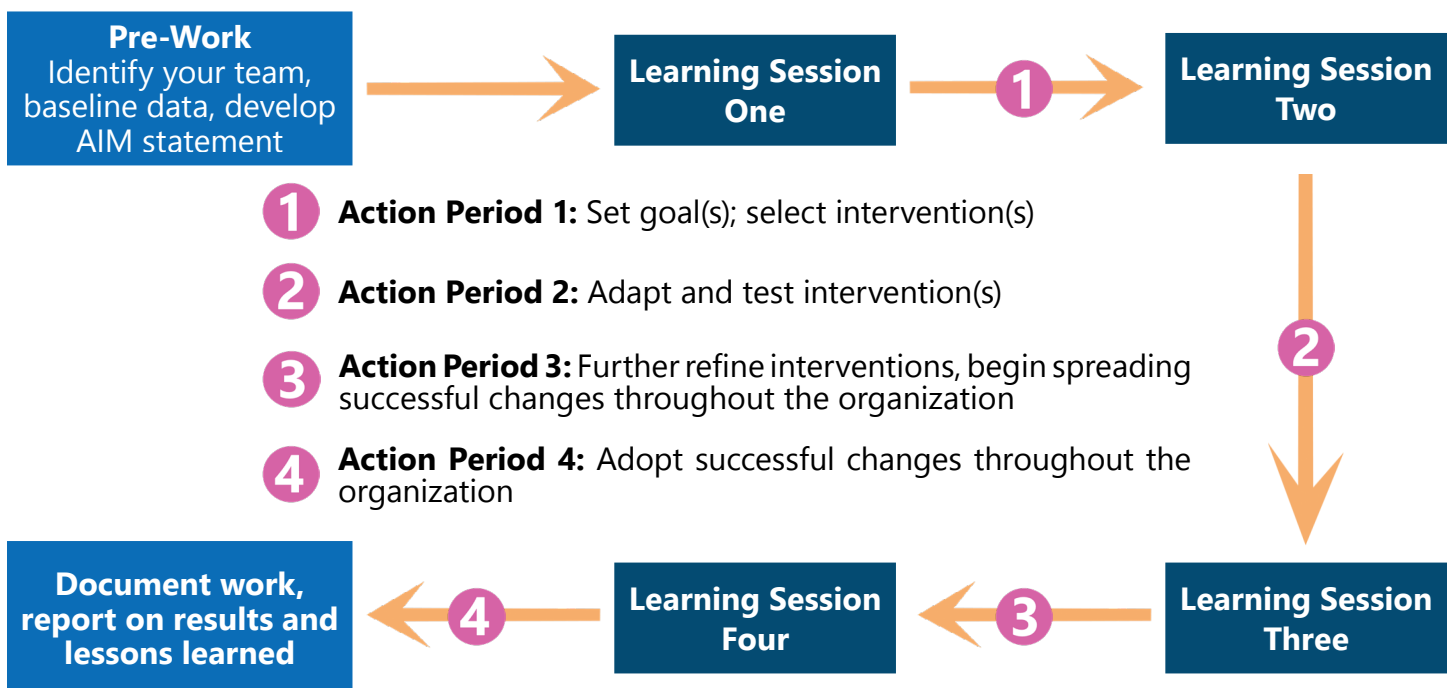 Pre-Work
Identify your team,
baseline data, develop
AIM statement
Learning Session
One
1
Learning Session
Two
1 Action Period 1: Set goal(s); select intervention(s)
2 Action Period 2: Adapt and test intervention(s)
3 Action Period 3: Further refine interventions, begin spreading
successful changes throughout the organization
4 Action Period 4: Adopt successful changes throughout the
organization
2
Document work,
report on results and
lessons learned
4
Learning Session
Four
3
Learning Session
Three